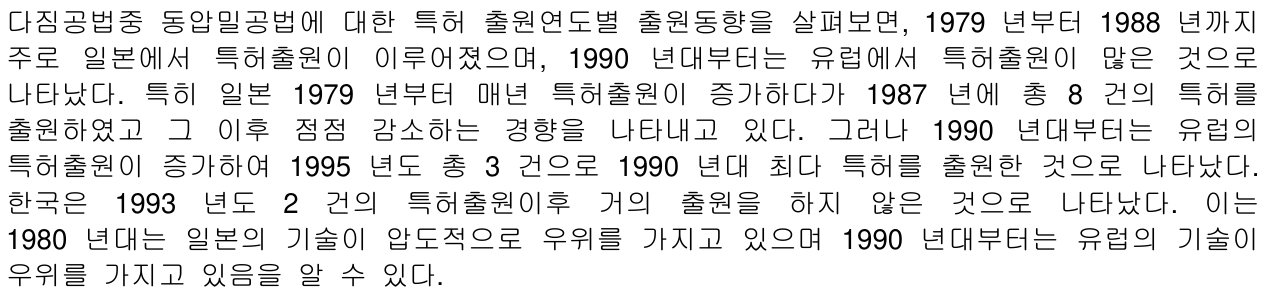 다짐공법중 동압밀공법에 대한 특허 출원연도별 출원동향을 살펴보면, 1979 년부터 1988 년까지
주로 일본에서 특허출원이 이루어졌으며, 1990 년대부터는 유럽에서 특허출원이 많은 것으로
나타났다. 특히 일본 1979 년부터 매년 특허출원이 증가하다가 1987 년에 총 8 건의 특허를
출원하였고 그 이후 점점 감소하는 경향을 나타내고 있다. 그러나 1990 년대부터는 유럽의
특허출원이 증가하여 1995 년도 총 3 건으로 1990 년대 최다 특허를 출원한 것으로 나타났다.
한국은 1993 년도 2 건의 특허출원이후 거의 출원을 하지 않은 것으로 나타났다. 이는
1980 년대는 일본의 기술이 압도적으로 우위를 가지고 있으며 1990 년대부터는 유럽의 기술이
우위를 가지고 있음을 알 수 있다.